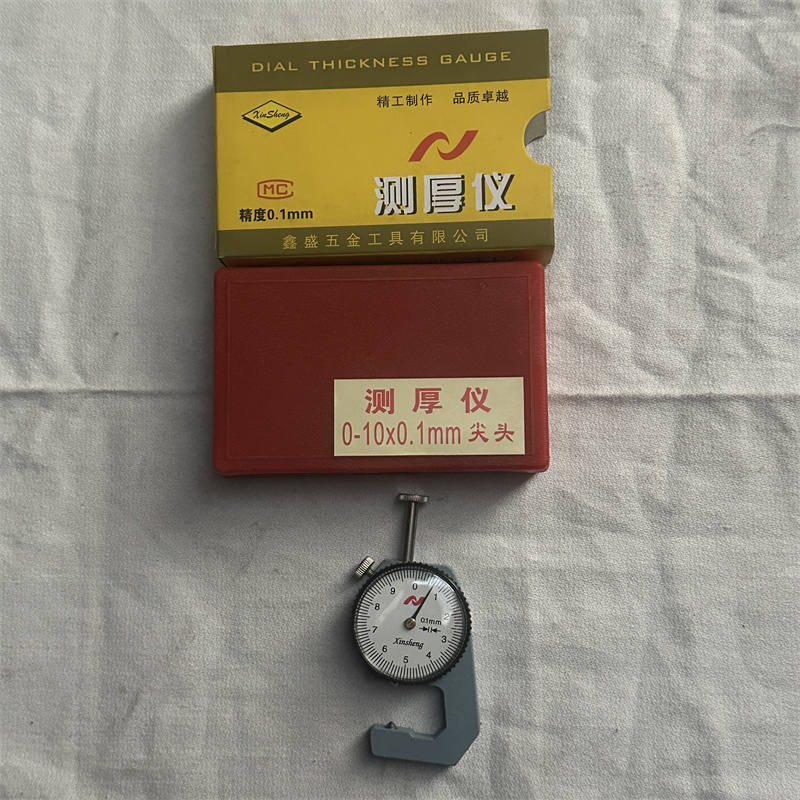 DIAL THICKNESS GAUGE
精工制作 品质卓越
XinSheng
MC
测厚仪
精度0.1mm
鑫盛五金工具有限公司
测厚仪
0-10x0.1mm 尖头
0
1
2
3
4
5
6
7
8
9
0.1mm
Xinsheng